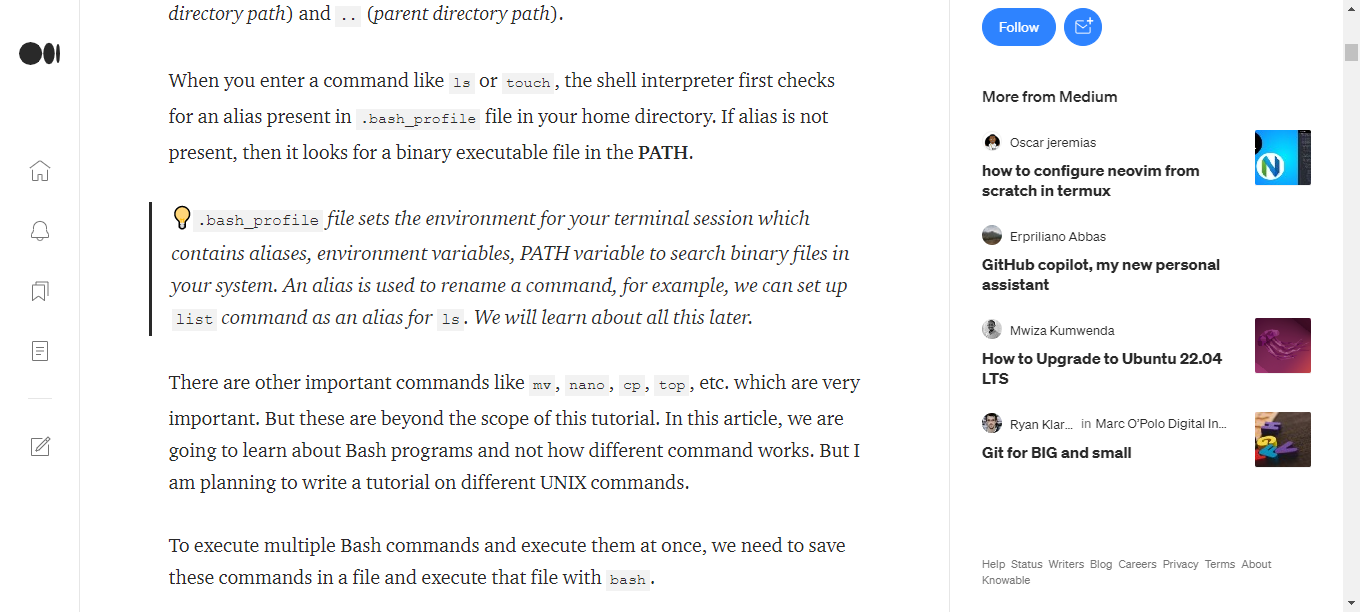 directory path) and .. (parent directory path).
When you enter a command like ls or touch, the shell interpreter first checks
for an alias present in .bash_profile file in your home directory. If alias is not
present, then it looks for a binary executable file in the PATH.
.bash_profile file sets the environment for your terminal session which
contains aliases, environment variables, PATH variable to search binary files in
your system. An alias is used to rename a command, for example, we can set up
list command as an alias for ls. We will learn about all this later.
There are other important commands like mv, nano, cp, top, etc. which are very
important. But these are beyond the scope of this tutorial. In this article, we are
going to learn about Bash programs and not how different command works. But I
am planning to write a tutorial on different UNIX commands.
To execute multiple Bash commands and execute them at once, we need to save
these commands in a file and execute that file with bash.
Follow
More from Medium
Oscar jeremias
how to configure neovim from
scratch in termux
Erpriliano Abbas
GitHub copilot, my new personal
assistant
Mwiza Kumwenda
How to Upgrade to Ubuntu 22.04
LTS
Ryan Klar... in Marc O'Polo Digital In...
Git for BIG and small
Help Status Writers Blog Careers Privacy Terms About
Knowable